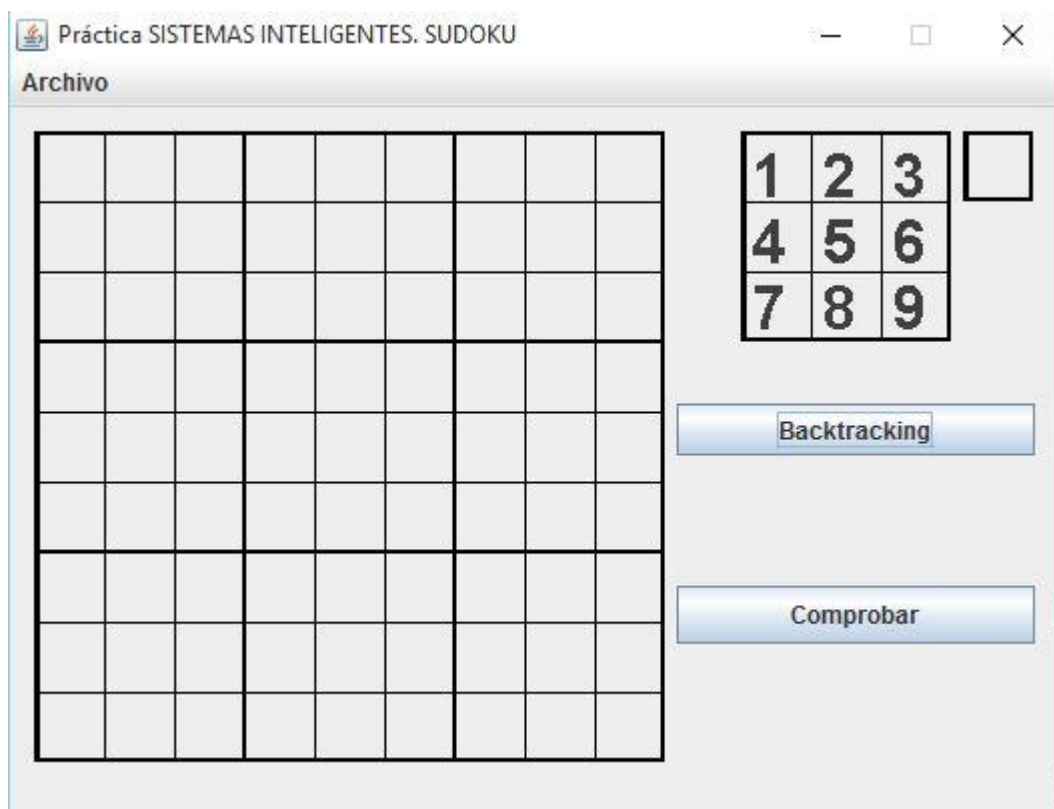 Práctica SISTEMAS INTELIGENTES. SUDOKU
Archivo
1 2 3
4 5 6
7 8 9
Backtracking
Comprobar